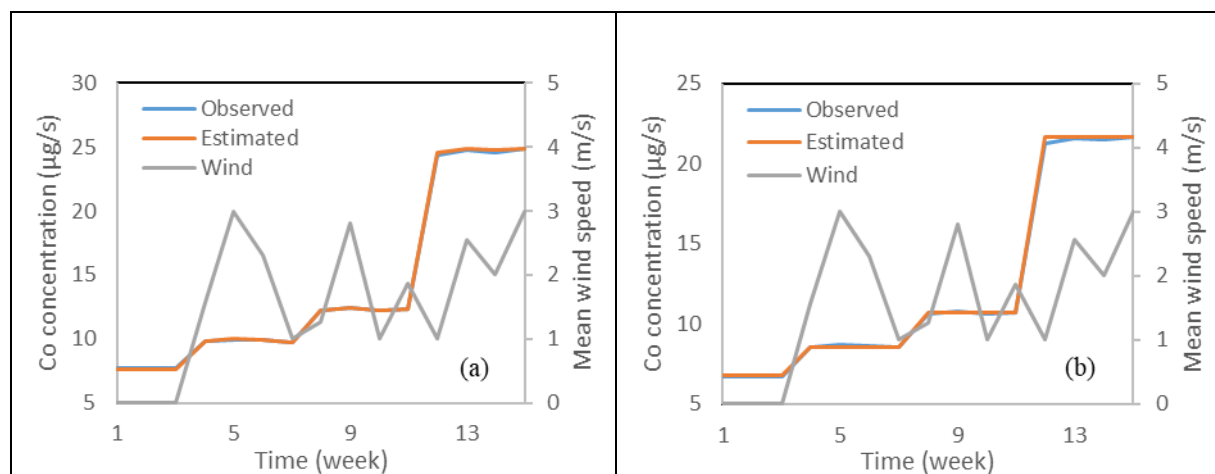 30
25
20
15
10
5
Co concentration (µg/s)
5
4
3
2
1
0
Mean wind speed (m/s)
Observed
Estimated
Wind
(a)
1
5
9
13
Time (week)
25
20
15
10
5
Co concentration (µg/s)
5
4
3
2
1
0
Mean wind speed (m/s)
Observed
Estimated
Wind
(b)
1
5
9
13
Time (week)